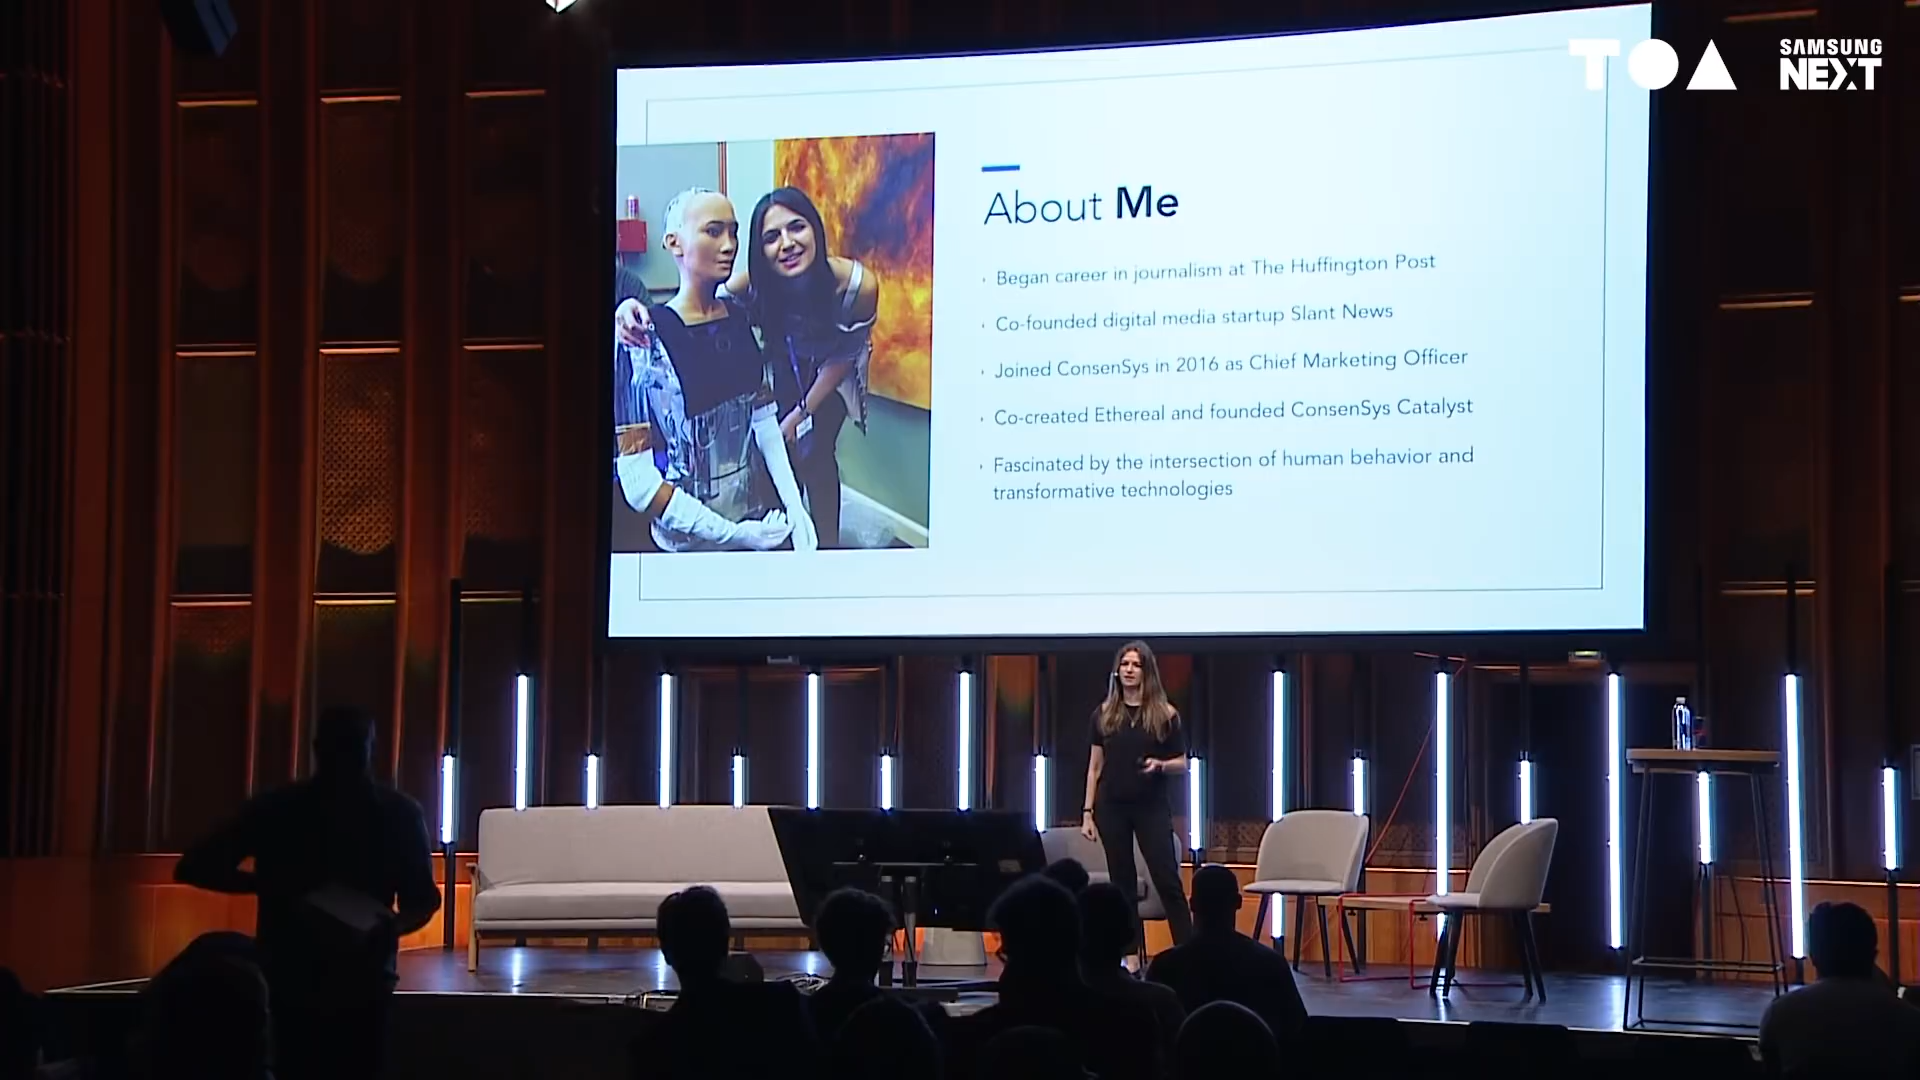 TOA
SAMSUNG
NEXT
About Me
Began career in journalism at The Huffington Post
Co-founded digital media startup Slant News
Joined ConsenSys in 2016 as Chief Marketing Officer
Co-created Ethereal and founded ConsenSys Catalyst
Fascinated by the intersection of human behavior and
transformative technologies